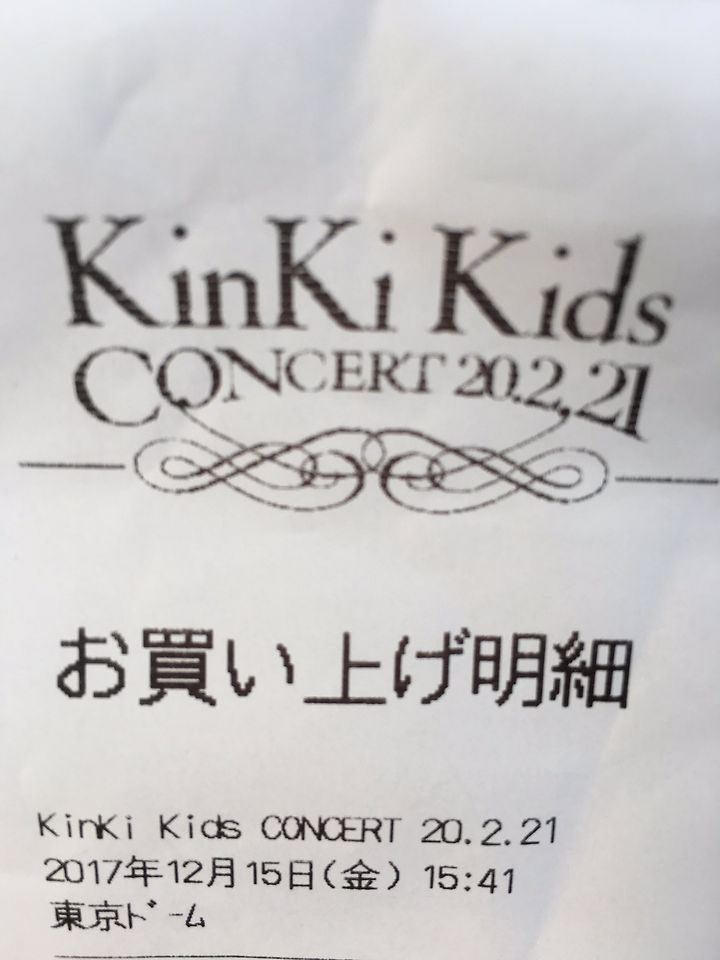 KinKi Kids
CONCERT 20.2.21
お買い上げ明細
KinKi Kids CONCERT 20.2.21
2017年12月15日(金) 15:41
東京ﾄﾞｰﾑ